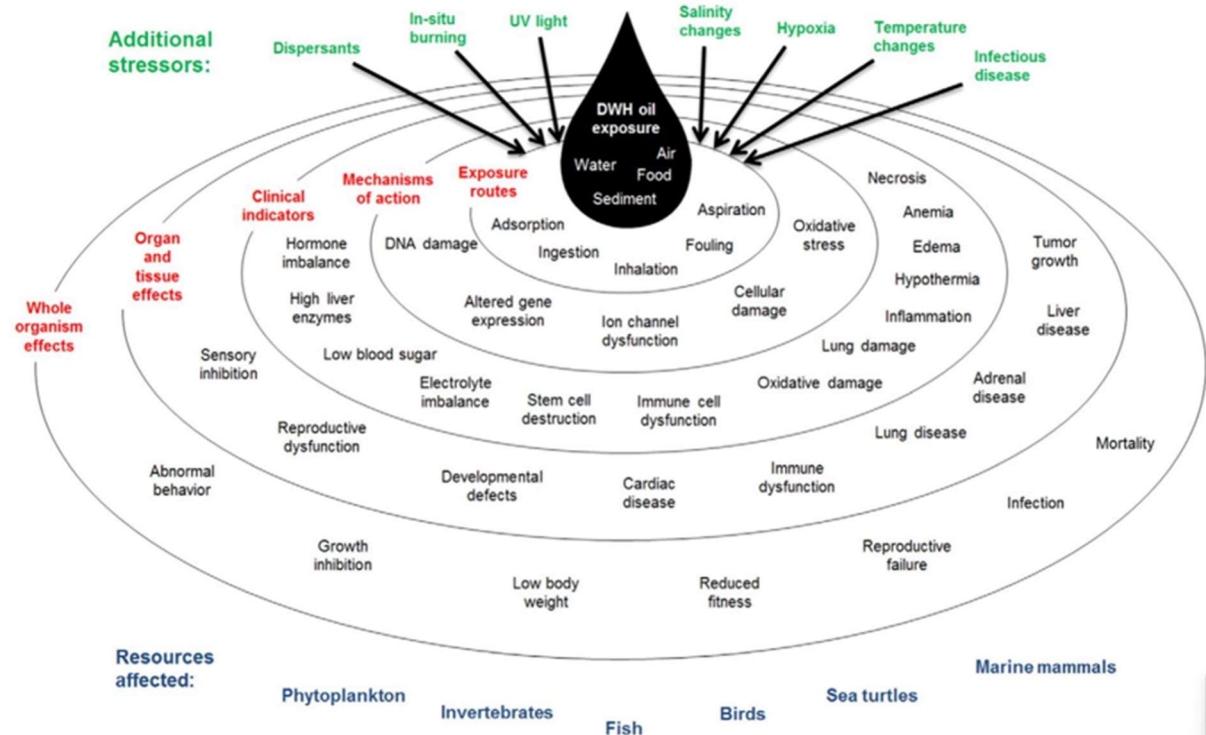 Additional
stressors:
Dispersants
In-situ
burning
UV light
Salinity
changes
Hypoxia
Temperature
changes
Infectious
disease
DWH oil
exposure
Water
Air
Food
Sediment
Exposure
routes
Adsorption
Ingestion
Inhalation
Fouling
Aspiration
Mechanisms
of action
DNA damage
Altered gene
expression
Ion channel
dysfunction
Cellular
damage
Oxidative
stress
Clinical
indicators
Hormone
imbalance
High liver
enzymes
Low blood sugar
Electrolyte
imbalance
Stem cell
destruction
Immune cell
dysfunction
Oxidative damage
Lung damage
Inflammation
Hypothermia
Edema
Anemia
Necrosis
Organ
and
tissue
effects
Sensory
inhibition
Reproductive
dysfunction
Developmental
defects
Cardiac
disease
Immune
dysfunction
Lung disease
Adrenal
disease
Liver
disease
Tumor
growth
Whole
organism
effects
Abnormal
behavior
Growth
inhibition
Low body
weight
Reduced
fitness
Reproductive
failure
Infection
Mortality
Resources
affected:
Phytoplankton
Invertebrates
Fish
Birds
Sea turtles
Marine mammals